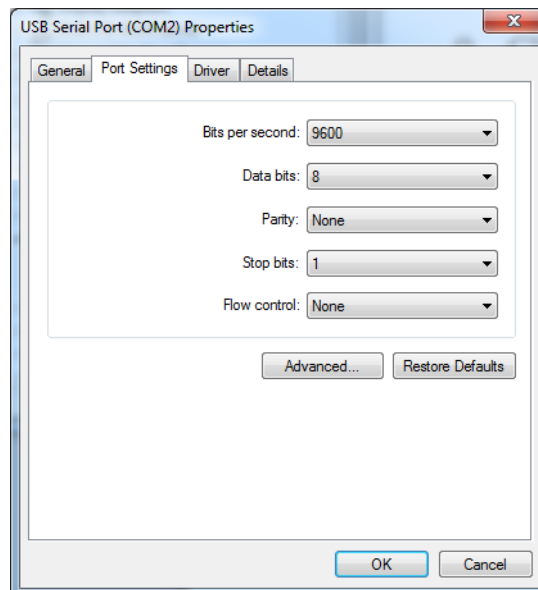 USB Serial Port (COM2) Properties
General Port Settings Driver Details
Bits per second: 9600
Data bits: 8
Parity: None
Stop bits: 1
Flow control: None
Advanced... Restore Defaults
OK Cancel